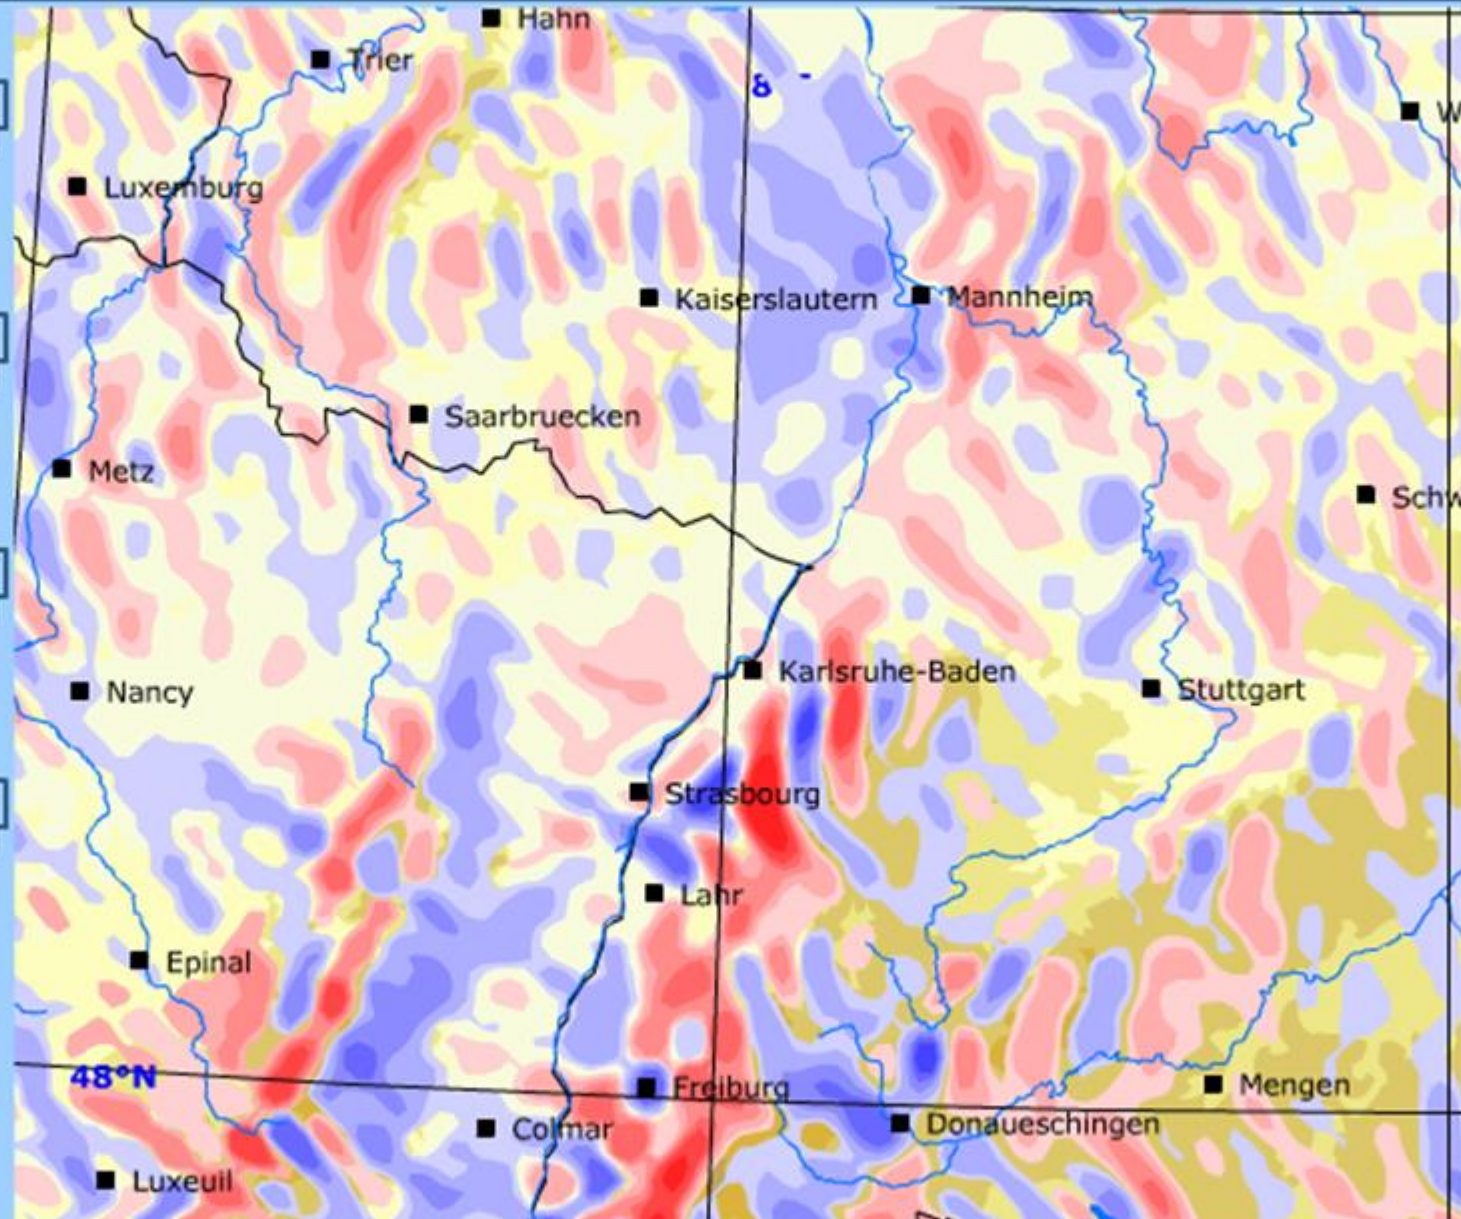 Hahn
Trier
8
W
Luxemburg
Kaiserslautern
Mannheim
Saarbruecken
Metz
Schw
Karlsruhe-Baden
Nancy
Stuttgart
Strasbourg
Lahr
Epinal
48°N
Freiburg
Mengen
Colmar
Donaueschingen
Luxeuil